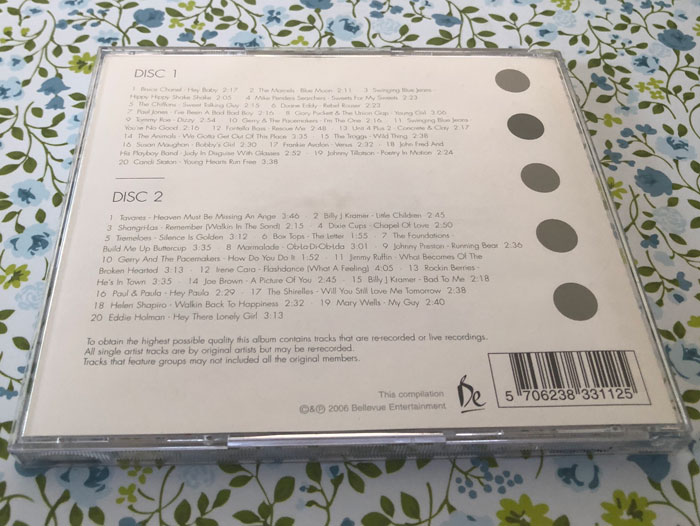 DISC 1
1 Bruce Chanel - Hey Baby 2:17 · 2 The Marcels - Blue Moon 2:11 · 3 Swinging Blue Jeans -
Hippy Hippy Shake Shake 2:05 · 4 Mike Penders Serachers - Sweets For My Sweets 2:23
5 The Chiffons - Sweet Talking Guy 2:15 · 6 Duane Eddy - Rebel Rouser 2:23
7 Paul Jones - I've Been A Bad Bad Boy 2:16 · 8 Gary Puckett & The Union Gap - Young Girl 3:06
9 Tommy Roe - Dizzy 2:54 · 10 Gerry & The Pacemakers - I'm The One 2:16 · 11 Swinging Blue Jeans -
You're No Good 2:16 · 12 Fontella Bass - Rescue Me 2:48 · 13 Unit 4 Plus 2 - Concrete & Clay 2:17
14 The Animals - We Gotta Get Out Of This Place 3:05 · 15 The Troggs - Wild Thing 2:38
16 Susan Maughan - Bobby's Girl 2:30 · 17 Frankie Avalon - Venus 2:32 · 18 John Fred And
His Playboy Band - Judy In Disguise With Glasses 2:52 · 19 Johnny Tillotson - Poetry In Motion 2:24
20 Candi Staton - Young Hearts Run Free 3:38
DISC 2
1 Tavares - Heaven Must Be Missing An Ange 3:46 · 2 Billy J Kramer - Little Children 2:45
3 Shangri-Las - Remember (Walkin In The Sand) 2:15 · 4 Dixie Cups - Chapel Of Love 2:50
5 Tremeloes - Silence Is Golden 3:12 · 6 Box Tops - The Letter 1:55 · 7 The Foundations -
Build Me Up Buttercup 3:35 · 8 Marmalade - Ob-La-Di-Ob-Lda 3:01 · 9 Johnny Preston - Running Bear 2:36
10 Gerry And The Pacemakers - How Do You Do It 1:52 · 11 Jimmy Ruffin - What Becomes Of The
Broken Hearted 3:13 · 12 Irene Cara - Flashdance (What A Feeling) 4:05 · 13 Rockin Berries -
He's In Town 3:35 · 14 Joe Brown - A Picture Of You 2:45 · 15 Billy J Kramer - Bad To Me 2:18
16 Paul & Paula - Hey Paula 2:29 · 17 The Shirelles - Will You Still Love Me Tomorrow 2:38
18 Helen Shapiro - Walkin Back To Happiness 2:32 · 19 Mary Wells - My Guy 2:40
20 Eddie Holman - Hey There Lonely Girl 3:13
To obtain the highest possible quality this album contains tracks that are re-recorded or live recordings.
All single artist tracks are by original artists but may be re-recorded.
Tracks that feature groups may not included all the original members.
This compilation
©&℗ 2006 Bellevue Entertainment
Be
5 706238 331125